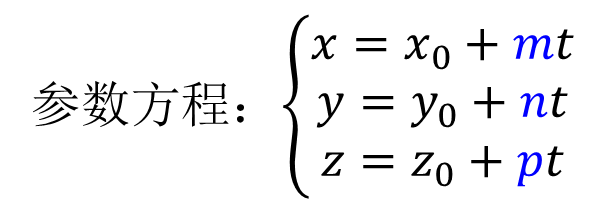 x = x₀ + mt
参数方程： y = y₀ + nt
z = z₀ + pt